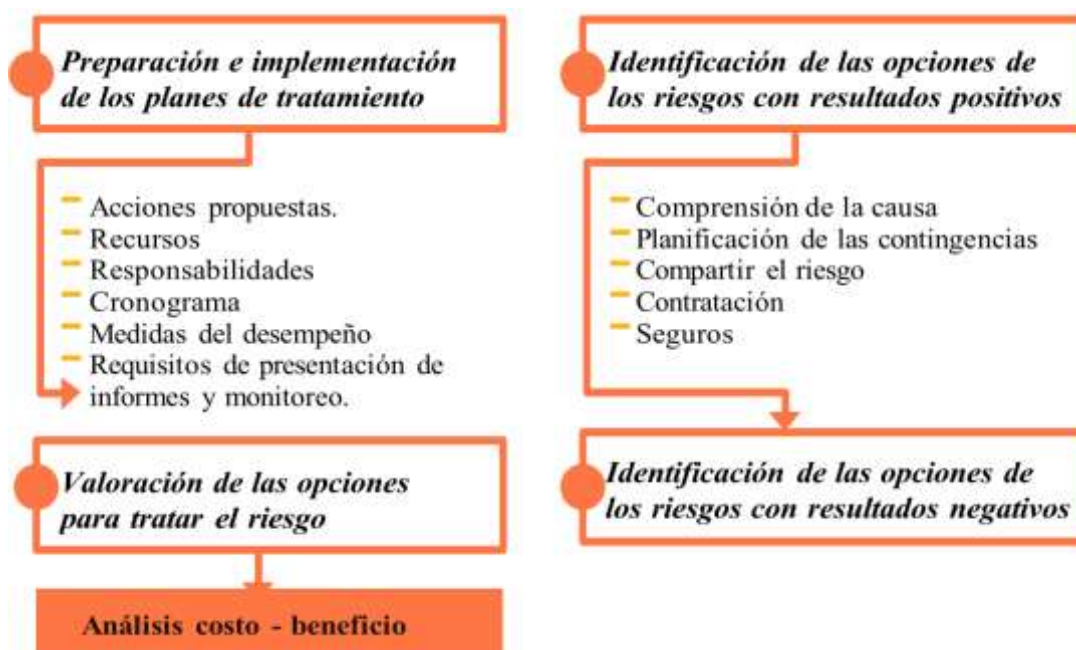 Preparación e implementación
de los planes de tratamiento
Acciones propuestas.
Recursos
Responsabilidades
Cronograma
Medidas del desempeño
Requisitos de presentación de
informes y monitoreo.
Valoración de las opciones
para tratar el riesgo
Análisis costo - beneficio
Identificación de las opciones de
los riesgos con resultados positivos
Comprensión de la causa
Planificación de las contingencias
Compartir el riesgo
Contratación
Seguros
Identificación de las opciones de
los riesgos con resultados negativos